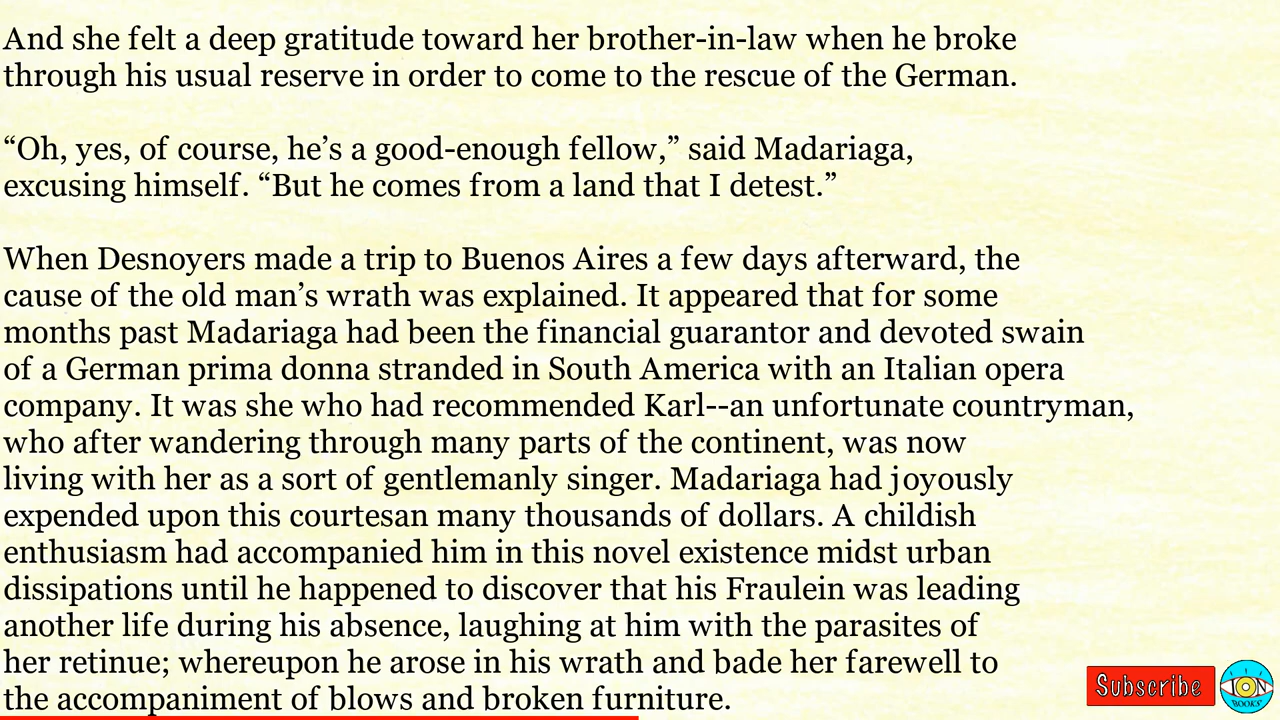 And she felt a deep gratitude toward her brother-in-law when he broke
through his usual reserve in order to come to the rescue of the German.
“Oh, yes, of course, he’s a good-enough fellow,” said Madariaga,
excusing himself. “But he comes from a land that I detest.”
When Desnoyers made a trip to Buenos Aires a few days afterward, the
cause of the old man’s wrath was explained. It appeared that for some
months past Madariaga had been the financial guarantor and devoted swain
of a German prima donna stranded in South America with an Italian opera
company. It was she who had recommended Karl--an unfortunate countryman,
who after wandering through many parts of the continent, was now
living with her as a sort of gentlemanly singer. Madariaga had joyously
expended upon this courtesan many thousands of dollars. A childish
enthusiasm had accompanied him in this novel existence midst urban
dissipations until he happened to discover that his Fraulein was leading
another life during his absence, laughing at him with the parasites of
her retinue; whereupon he arose in his wrath and bade her farewell to
the accompaniment of blows and broken furniture.
Subscribe
ION
BOOKS